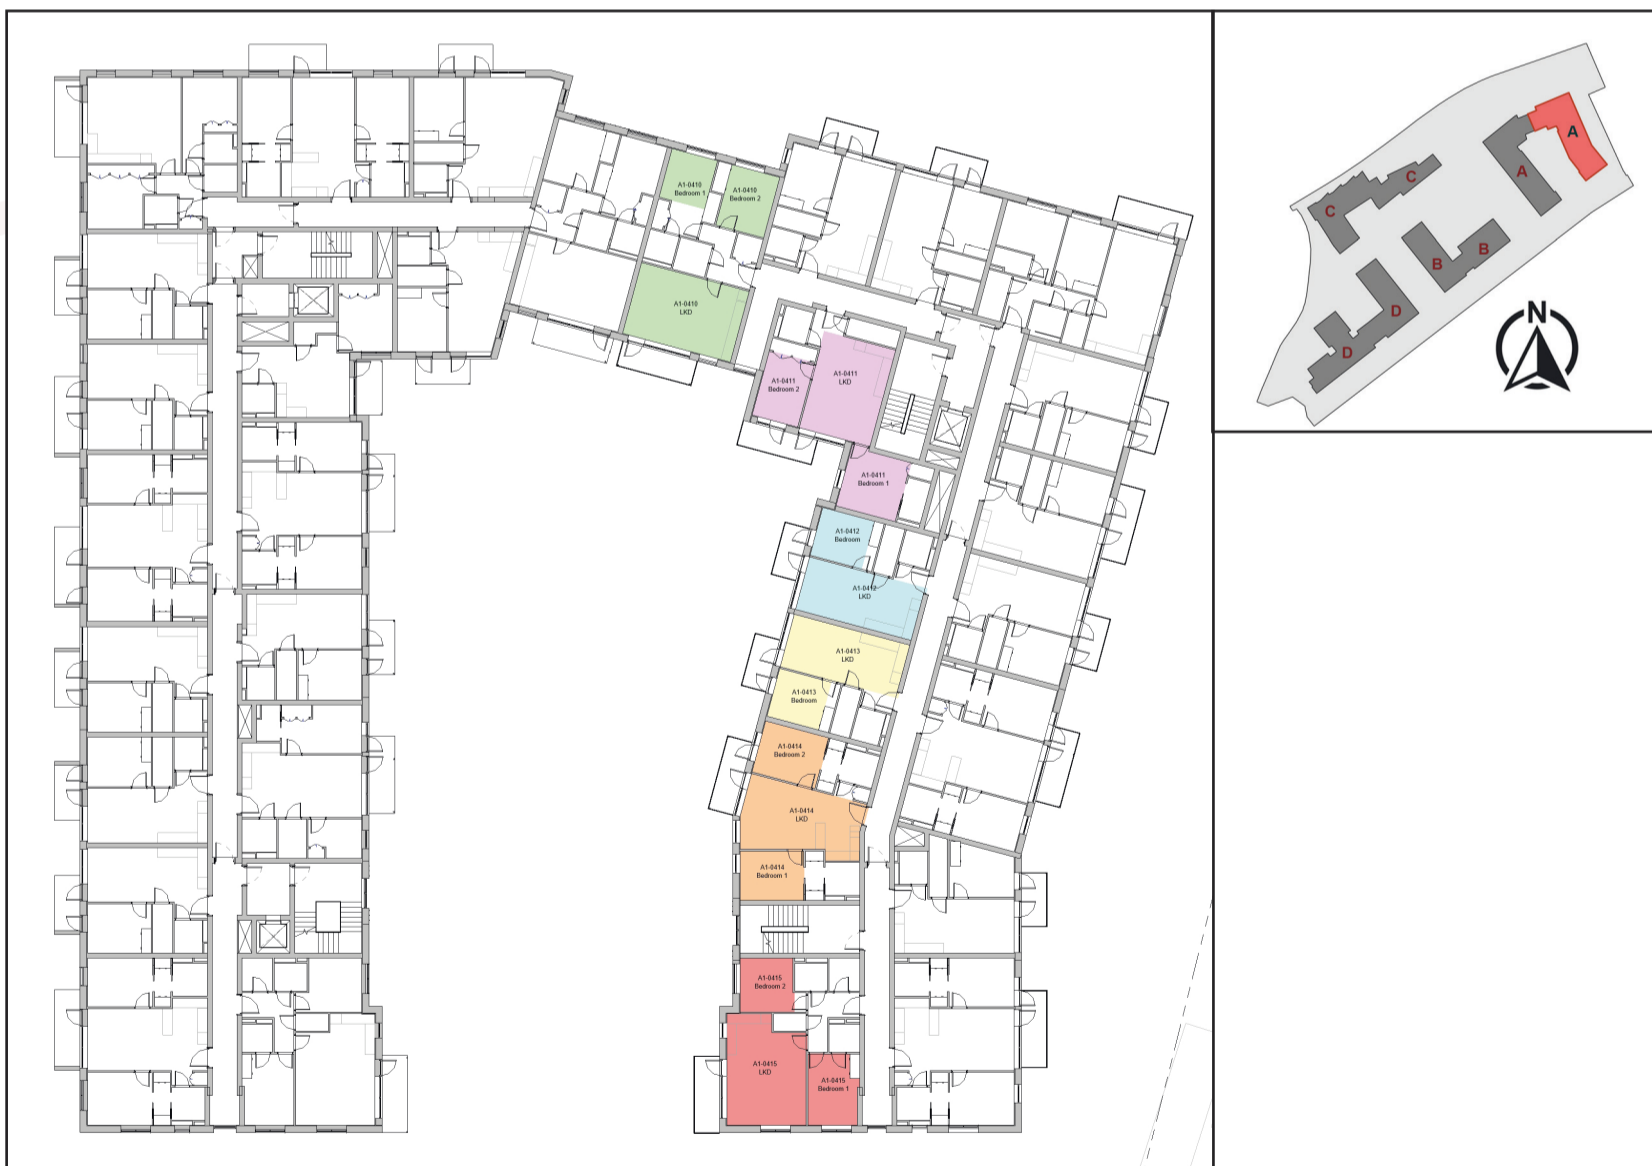 A1-0410
Bedroom 1
A1-0410
Bedroom 2
A1-0410
LKD
A1-0411
Bedroom 2
A1-0411
LKD
A1-0411
Bedroom 1
A1-0412
Bedroom
A1-0412
LKD
A1-0413
LKD
A1-0413
Bedroom
A1-0414
Bedroom 2
A1-0414
LKD
A1-0414
Bedroom 1
A1-0415
Bedroom 2
A1-0415
LKD
A1-0415
Bedroom 1
A
A
C
C
B
B
D
D
N